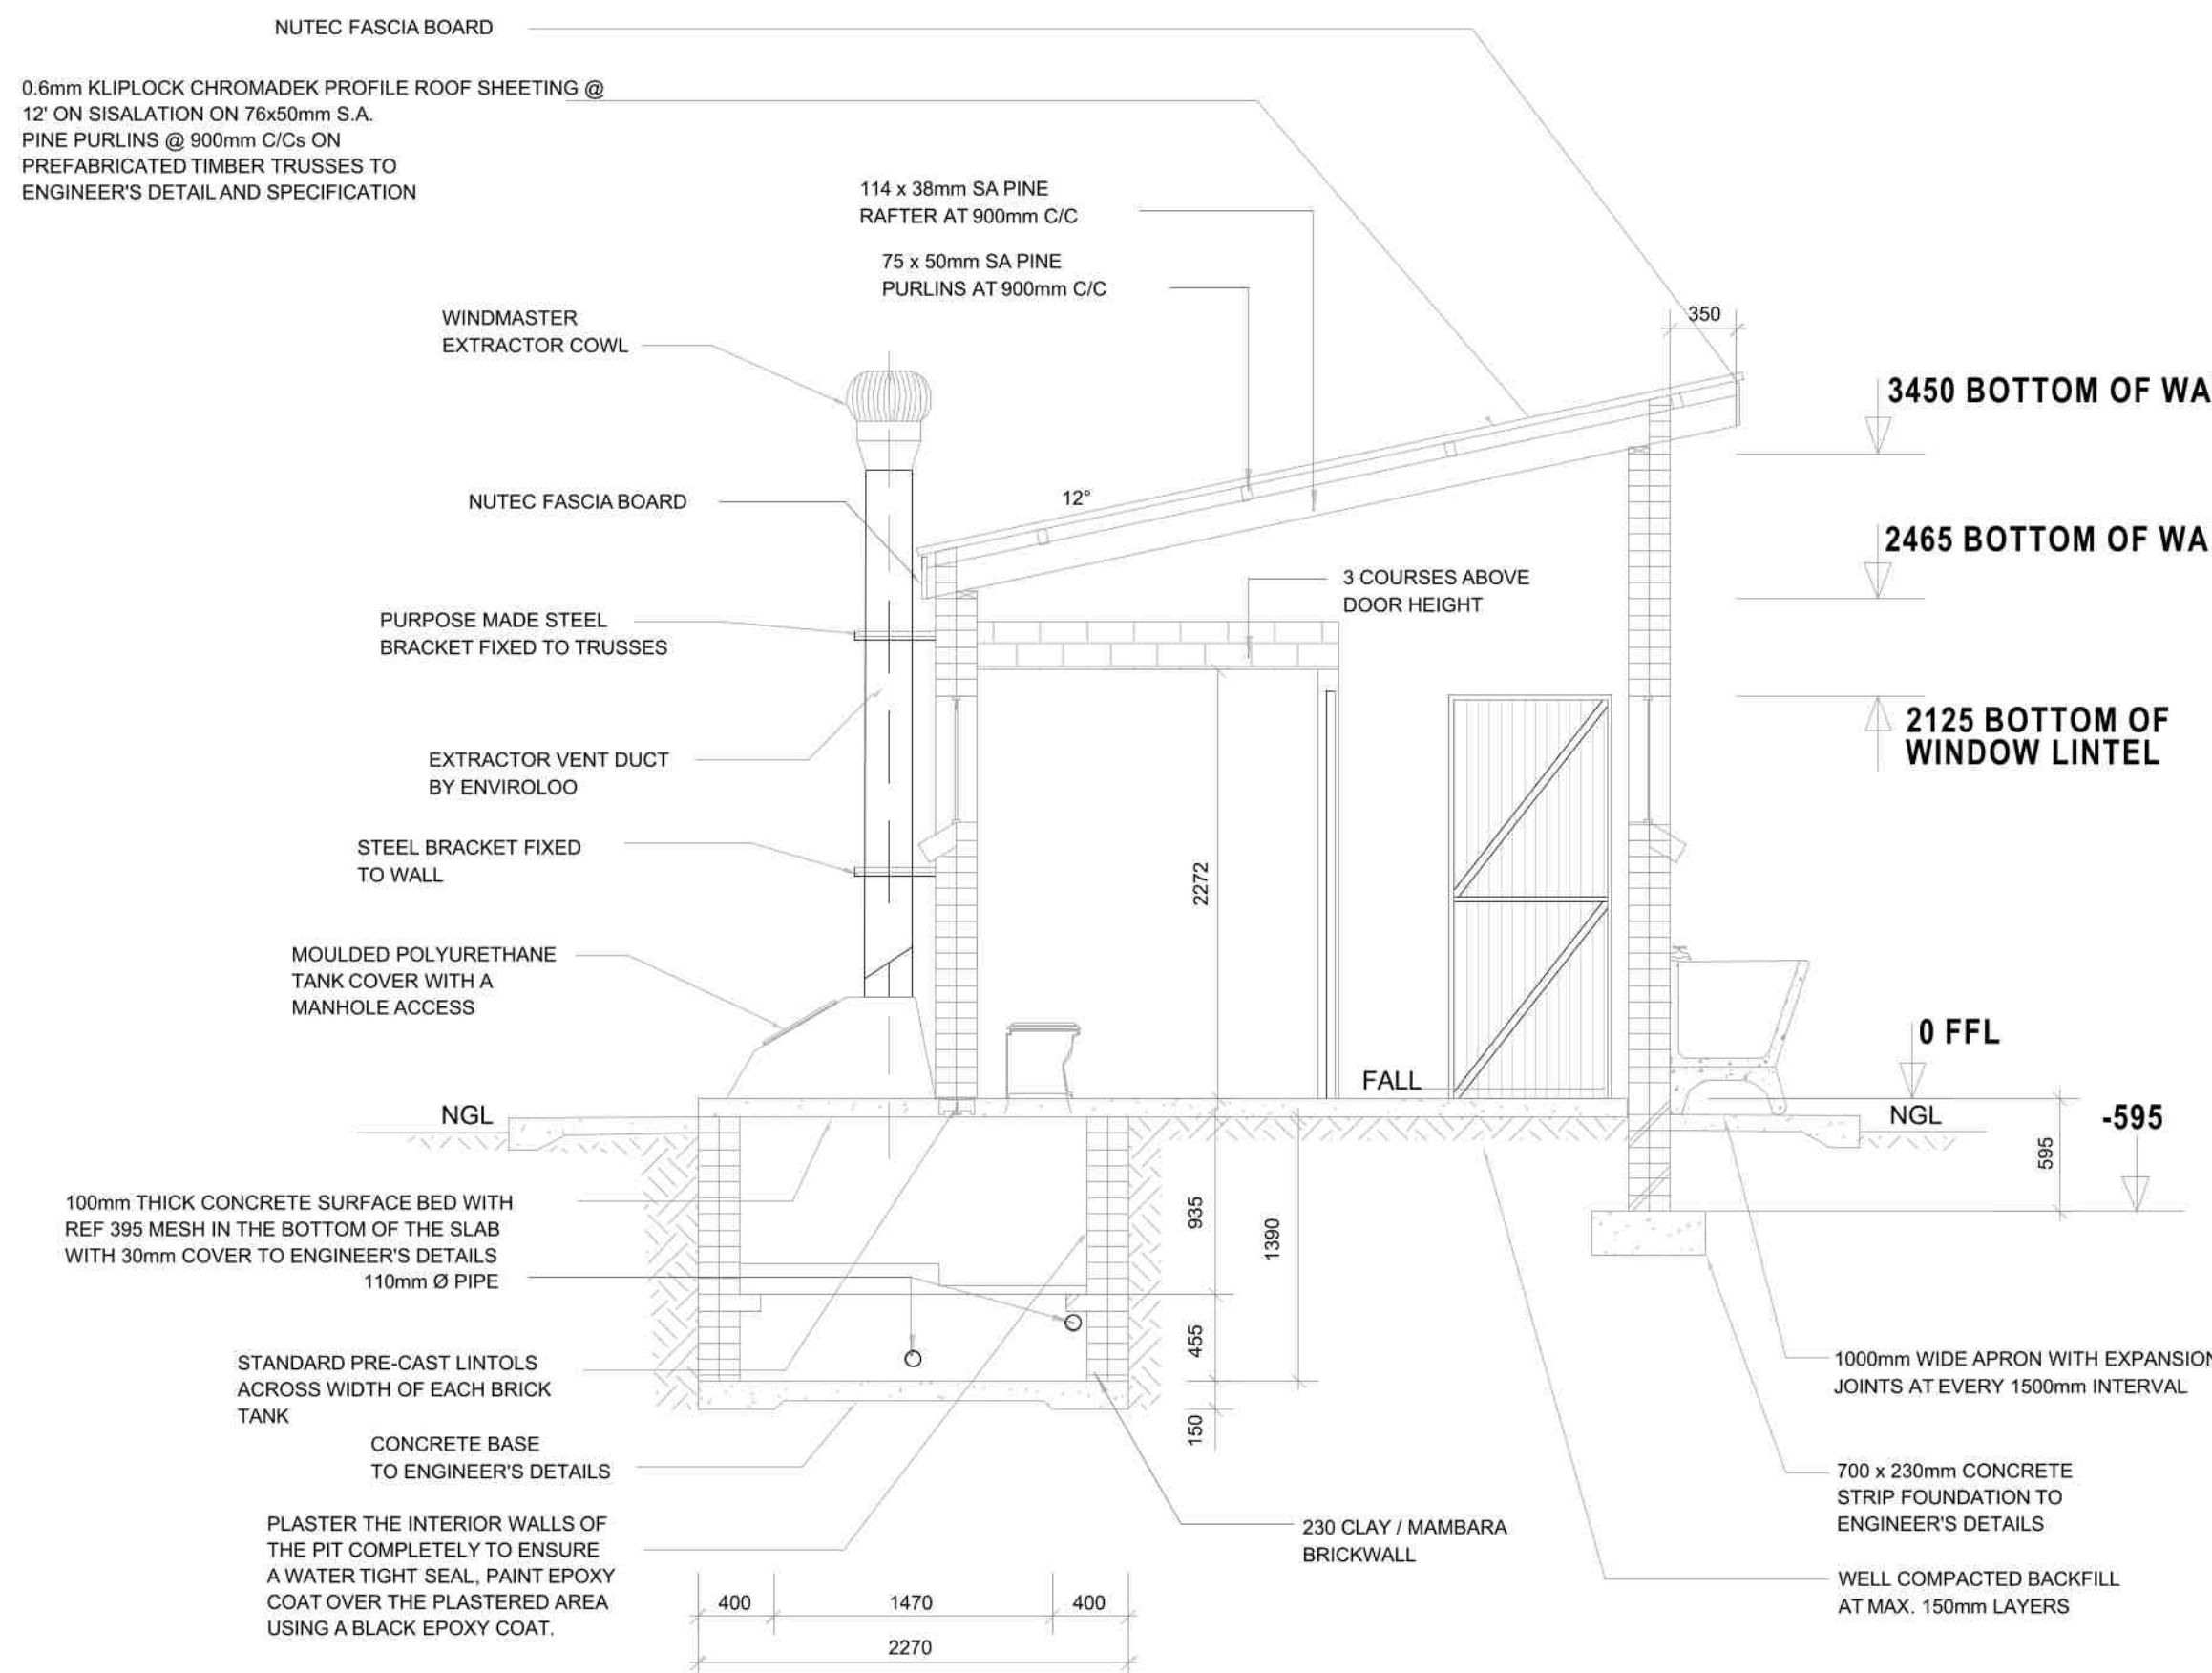 NUTEC FASCIA BOARD
0.6mm KLIPLOCK CHROMADEK PROFILE ROOF SHEETING @
12' ON SISALATION ON 76x50mm S.A.
PINE PURLINS @ 900mm C/Cs ON
PREFABRICATED TIMBER TRUSSES TO
ENGINEER'S DETAIL AND SPECIFICATION
114 x 38mm SA PINE
RAFTER AT 900mm C/C
75 x 50mm SA PINE
PURLINS AT 900mm C/C
WINDMASTER
EXTRACTOR COWL
350
3450 BOTTOM OF WA
NUTEC FASCIA BOARD
12°
2465 BOTTOM OF WA
3 COURSES ABOVE
DOOR HEIGHT
PURPOSE MADE STEEL
BRACKET FIXED TO TRUSSES
2125 BOTTOM OF
WINDOW LINTEL
EXTRACTOR VENT DUCT
BY ENVIROLOO
STEEL BRACKET FIXED
TO WALL
2272
MOULDED POLYURETHANE
TANK COVER WITH A
MANHOLE ACCESS
0 FFL
FALL
NGL
NGL
-595
595
100mm THICK CONCRETE SURFACE BED WITH
REF 395 MESH IN THE BOTTOM OF THE SLAB
WITH 30mm COVER TO ENGINEER'S DETAILS
110mm Ø PIPE
935
1390
455
150
STANDARD PRE-CAST LINTOLS
ACROSS WIDTH OF EACH BRICK
TANK
1000mm WIDE APRON WITH EXPANSION
JOINTS AT EVERY 1500mm INTERVAL
CONCRETE BASE
TO ENGINEER'S DETAILS
700 x 230mm CONCRETE
STRIP FOUNDATION TO
ENGINEER'S DETAILS
PLASTER THE INTERIOR WALLS OF
THE PIT COMPLETELY TO ENSURE
A WATER TIGHT SEAL, PAINT EPOXY
COAT OVER THE PLASTERED AREA
USING A BLACK EPOXY COAT.
230 CLAY / MAMBARA
BRICKWALL
WELL COMPACTED BACKFILL
AT MAX. 150mm LAYERS
400
1470
400
2270